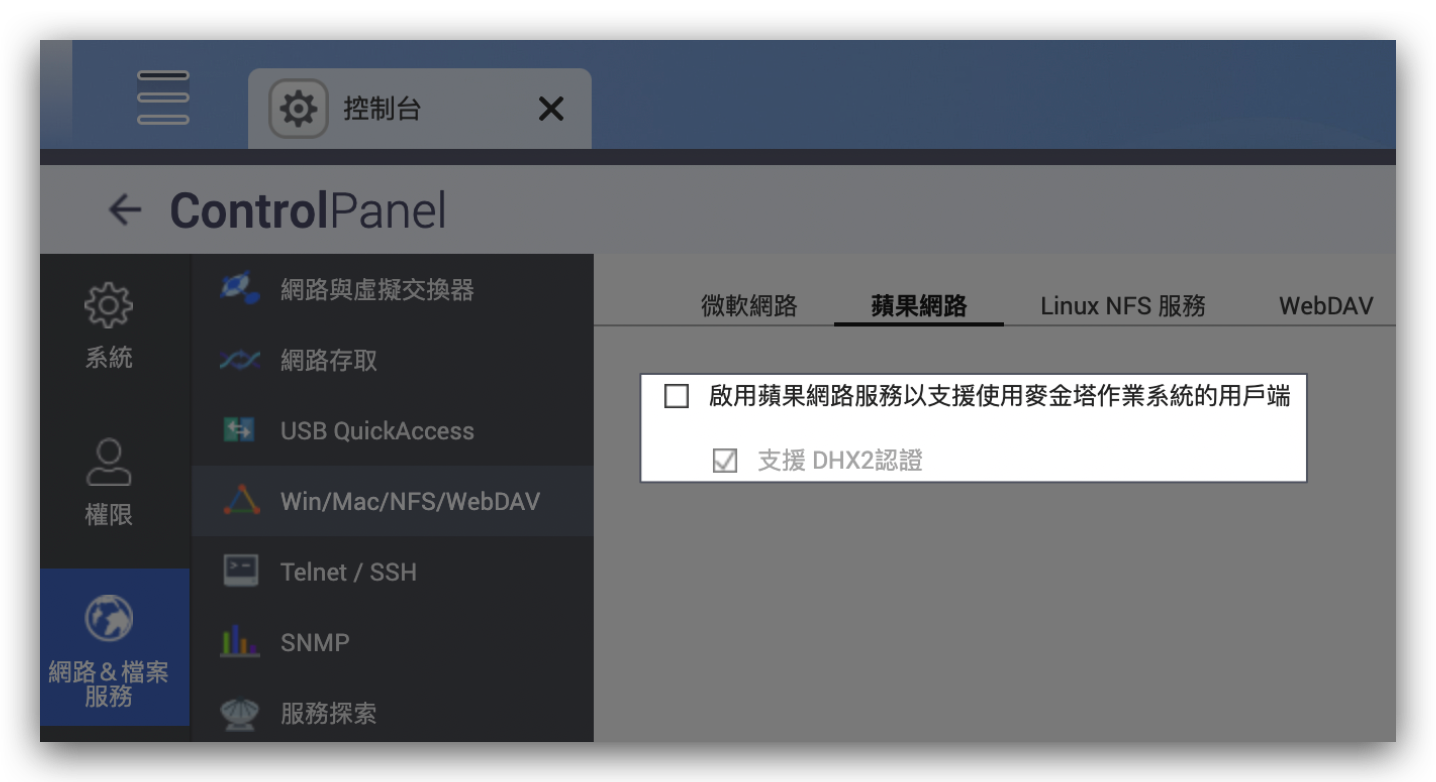 控制台
ControlPanel
系統
權限
網路＆檔案
服務
網路與虛擬交換器
網路存取
USB QuickAccess
Win/Mac/NFS/WebDAV
Telnet / SSH
SNMP
服務探索
微軟網路
蘋果網路
Linux NFS 服務
WebDAV
啟用蘋果網路服務以支援使用麥金塔作業系統的用戶端
支援 DHX2認證